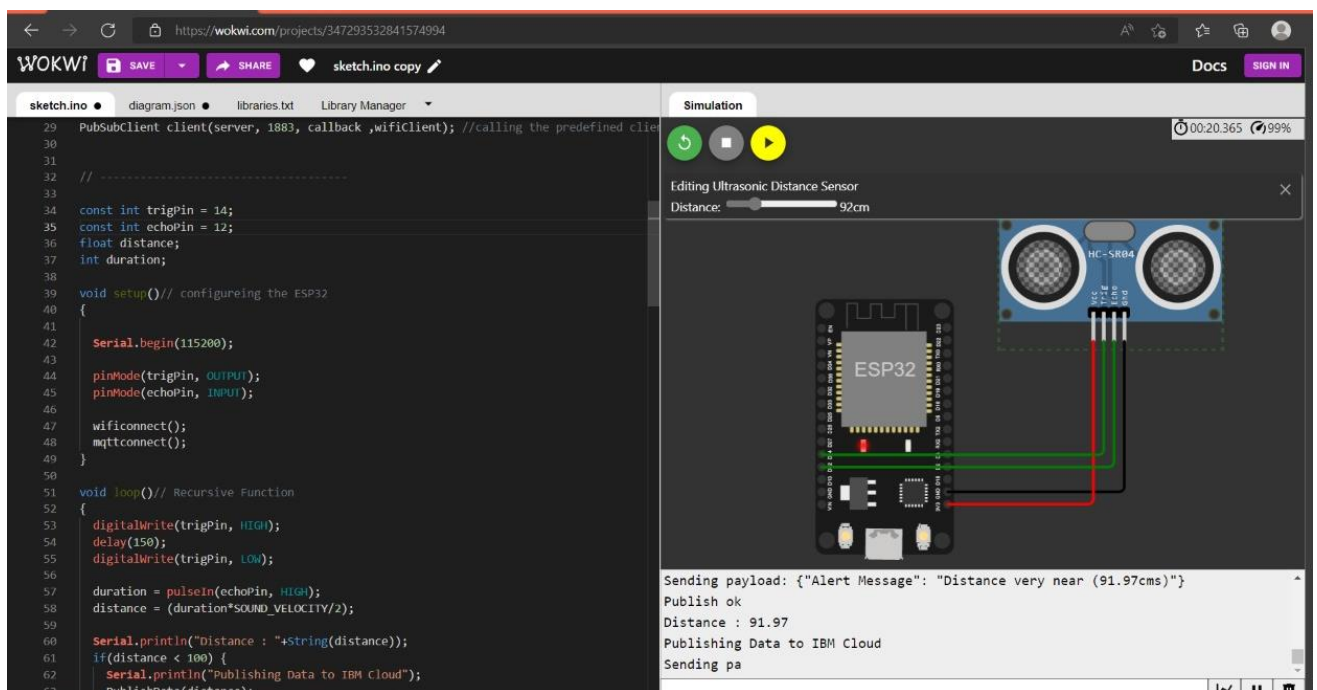 https://wokwi.com/projects/347293532841574994
WOKWi SAVE SHARE sketch.ino copy Docs SIGN IN
sketch.ino ● diagram.json ● libraries.txt Library Manager
Simulation
29 PubSubClient client(server, 1883, callback ,wifiClient); //calling the predefined clie
30
31
32 // -------------------------------------
33
34 const int trigPin = 14;
35 const int echoPin = 12;
36 float distance;
37 int duration;
38
39 void setup()// configureing the ESP32
40 {
41
42 Serial.begin(115200);
43
44 pinMode(trigPin, OUTPUT);
45 pinMode(echoPin, INPUT);
46
47 wificonnect();
48 mqttconnect();
49 }
50
51 void loop()// Recursive Function
52 {
53 digitalWrite(trigPin, HIGH);
54 delay(150);
55 digitalWrite(trigPin, LOW);
56
57 duration = pulseIn(echoPin, HIGH);
58 distance = (duration*SOUND_VELOCITY/2);
59
60 Serial.println("Distance : "+String(distance));
61 if(distance < 100) {
62 Serial.println("Publishing Data to IBM Cloud");
00:20.365 99%
Editing Ultrasonic Distance Sensor
Distance: 92cm
HC-SR04
Vcc
Trig
Echo
Gnd
ESP32
Sending payload: {"Alert Message": "Distance very near (91.97cms)"}
Publish ok
Distance : 91.97
Publishing Data to IBM Cloud
Sending pa